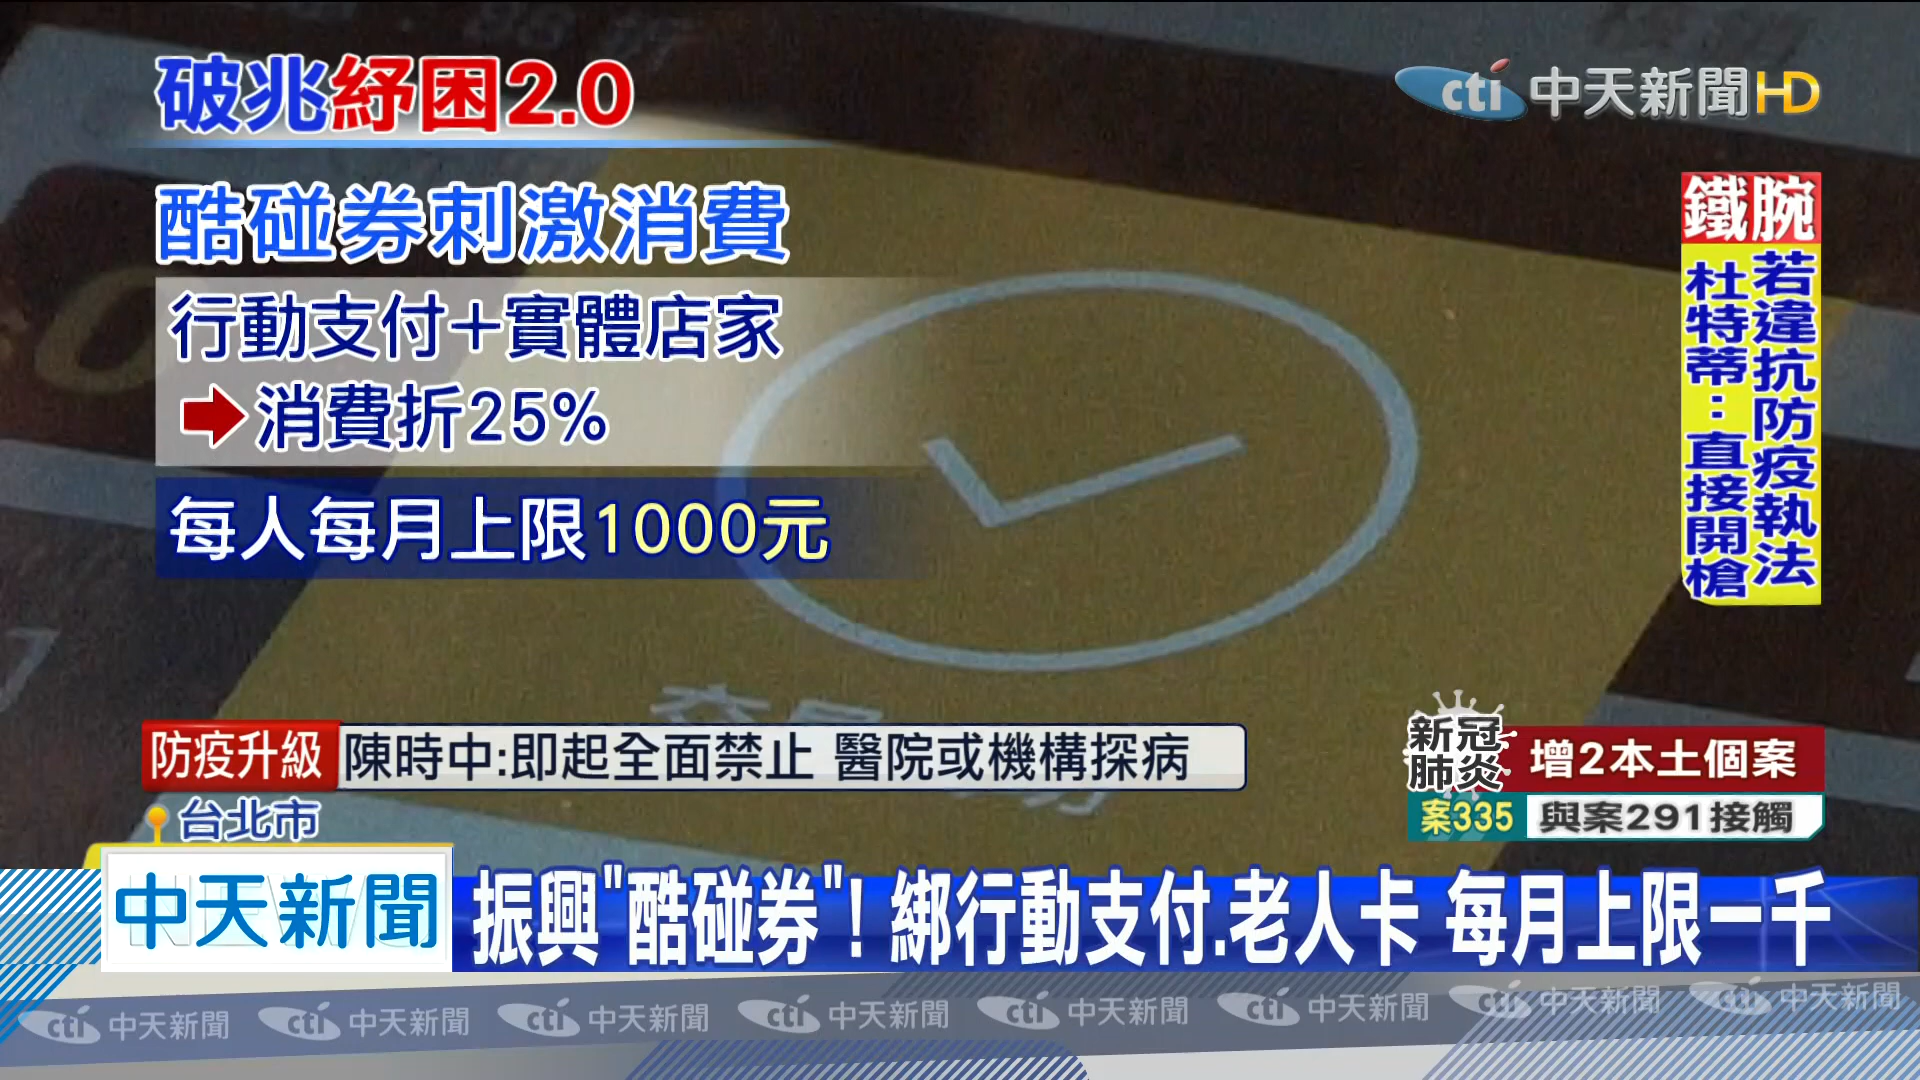 破兆紓困2.0
cti 中天新聞HD
酷碰券刺激消費
行動支付+實體店家
消費折25%
每人每月上限1000元
鐵腕
若違抗防疫執法
杜特蒂:直接開槍
防疫升級
陳時中:即起全面禁止 醫院或機構探病
新冠
肺炎
增2本土個案
案335
與案291接觸
台北市
中天新聞
振興"酷碰券"! 綁行動支付.老人卡 每月上限一千
cti 中天新聞 cti 中天新聞 cti 中天新聞 cti 中天新聞 cti 中天新聞 cti 中天新聞 cti 中天新聞 cti 中天新聞